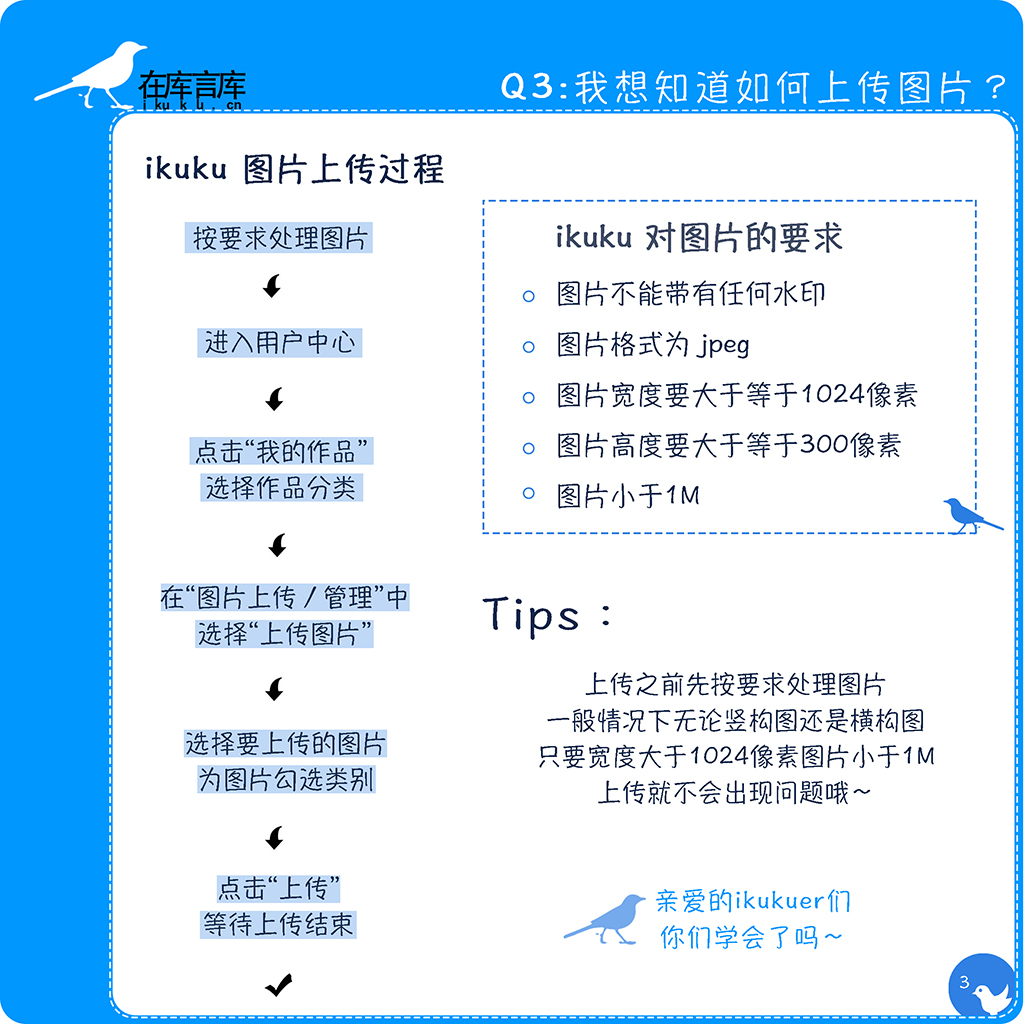 在库言库
ikuku.cn
Q3:我想知道如何上传图片？
ikuku 图片上传过程
按要求处理图片
进入用户中心
点击“我的作品”
选择作品分类
在“图片上传 / 管理”中
选择“上传图片”
选择要上传的图片
为图片勾选类别
点击“上传”
等待上传结束
ikuku 对图片的要求
图片不能带有任何水印
图片格式为 jpeg
图片宽度要大于等于1024像素
图片高度要大于等于300像素
图片小于1M
Tips：
上传之前先按要求处理图片
一般情况下无论竖构图还是横构图
只要宽度大于1024像素图片小于1M
上传就不会出现问题哦～
亲爱的ikukuer们
你们学会了吗～
3